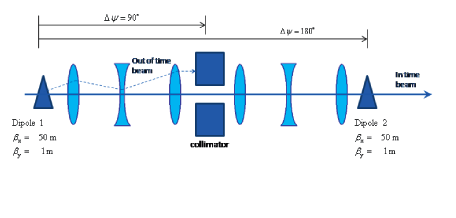 Δψ = 90°
Δψ = 180°
Out of time
beam
In time
beam
collimator
Dipole 1
βx = 50 m
βy = 1 m
Dipole 2
βx = 50 m
βy = 1 m